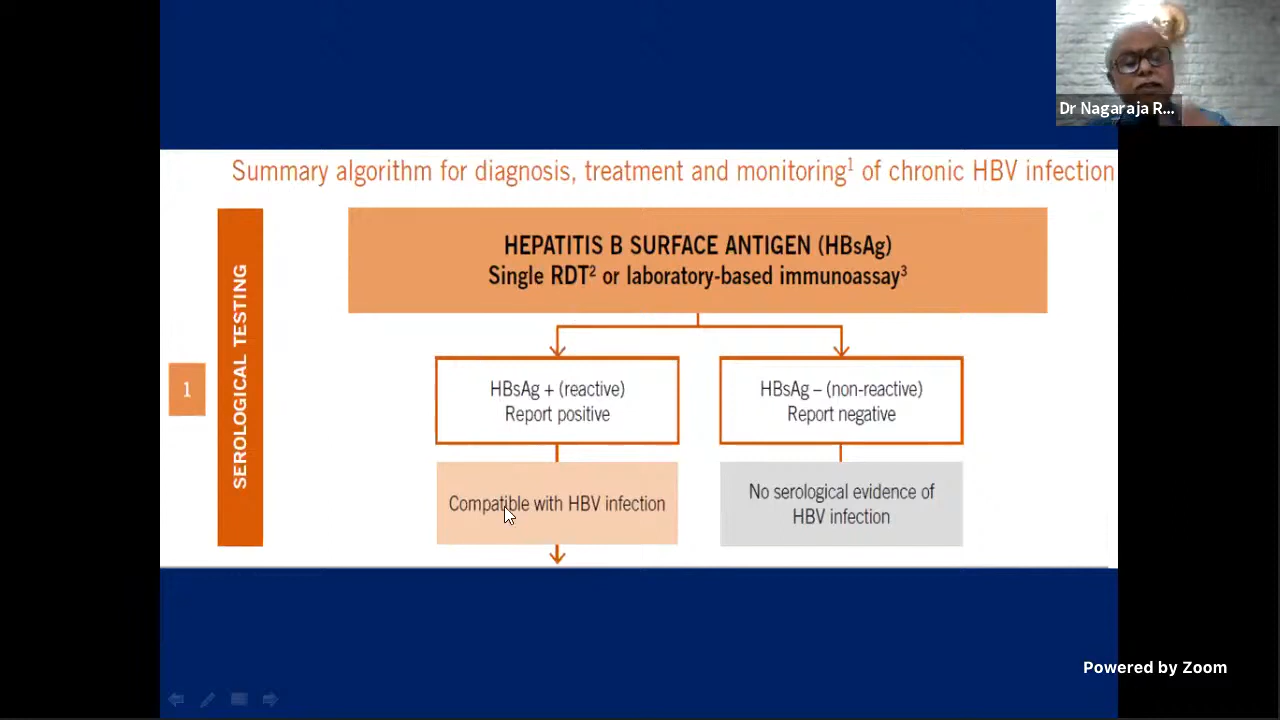 Dr Nagaraja R...
Summary algorithm for diagnosis, treatment and monitoring¹ of chronic HBV infection
HEPATITIS B SURFACE ANTIGEN (HBsAg)
Single RDT² or laboratory-based immunoassay³
1
SEROLOGICAL TESTING
HBsAg + (reactive)
Report positive
HBsAg – (non-reactive)
Report negative
Compatible with HBV infection
No serological evidence of
HBV infection
Powered by Zoom